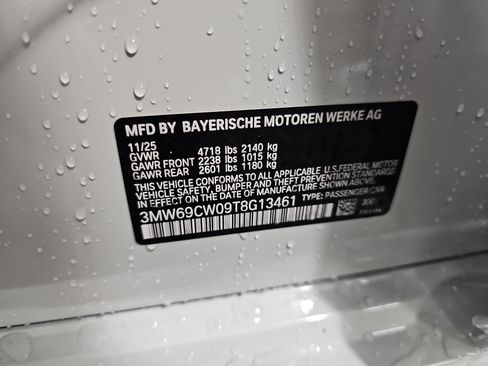 MFD BY BAYERISCHE MOTOREN WERKE AG
11/25
GVWR 4718 lbs 2140 kg
GAWR FRONT 2238 lbs 1015 kg
GAWR REAR 2601 lbs 1180 kg
THIS VEHICLE CONFORMS TO ALL APPLICABLE U.S. FEDERAL MOTOR
VEHICLE SAFETY, BUMPER, AND THEFT PREVENTION STANDARDS IN
EFFECT ON THE DATE OF MANUFACTURE SHOWN ABOVE.
3MW69CW09T8G13461 TYPE: PASSENGER CAR
300